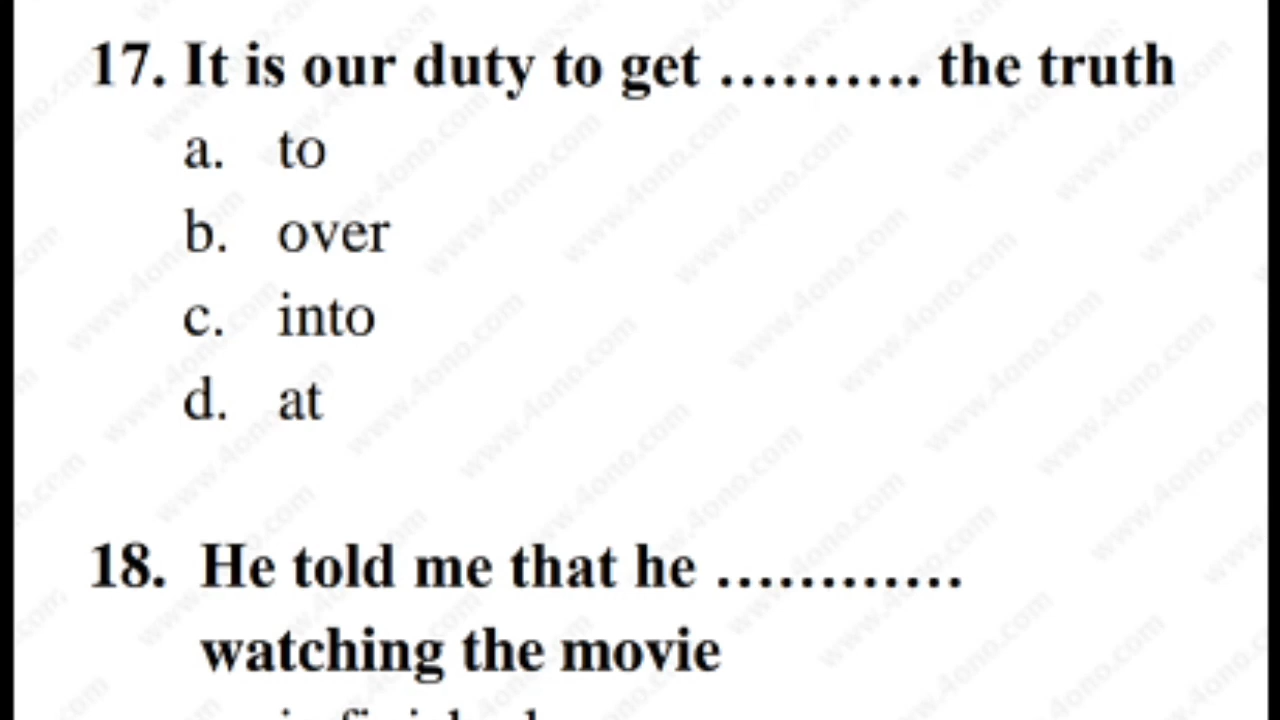 17. It is our duty to get .......... the truth
a. to
b. over
c. into
d. at
18. He told me that he ............
watching the movie